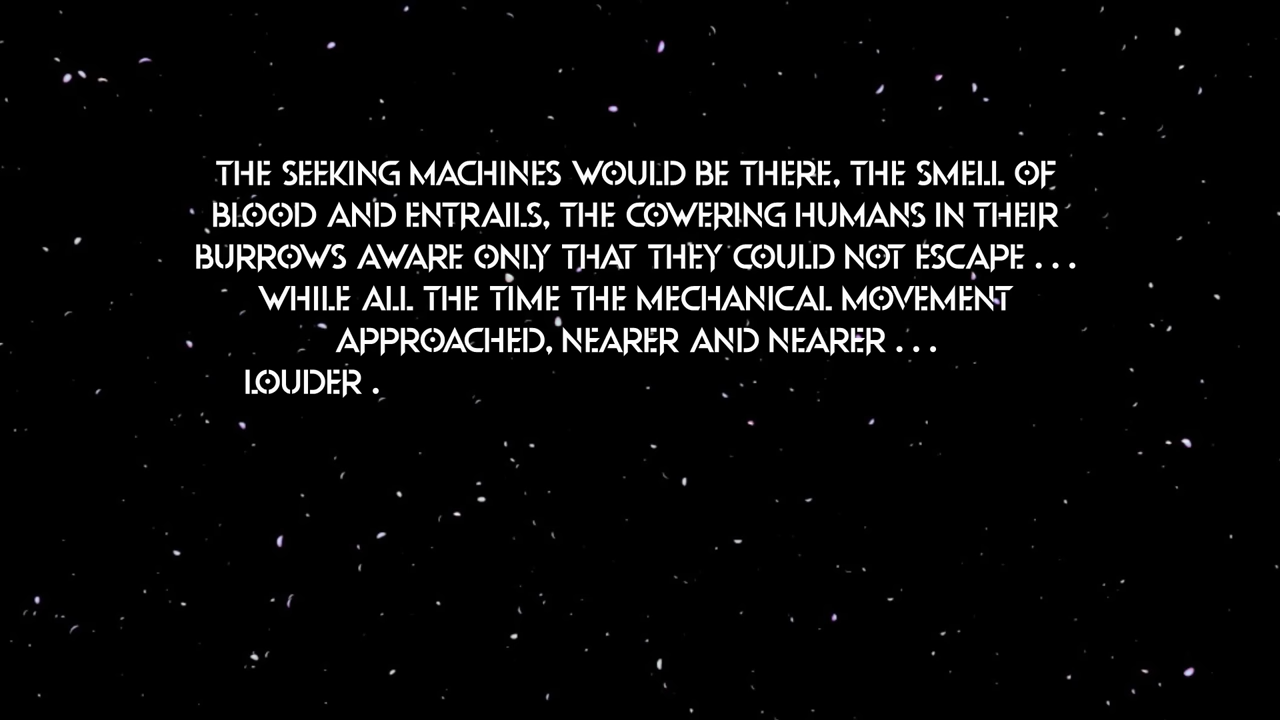 THE SEEKING MACHINES WOULD BE THERE, THE SMELL OF
BLOOD AND ENTRAILS, THE COWERING HUMANS IN THEIR
BURROWS AWARE ONLY THAT THEY COULD NOT ESCAPE . . .
WHILE ALL THE TIME THE MECHANICAL MOVEMENT
APPROACHED, NEARER AND NEARER . . .
LOUDER .